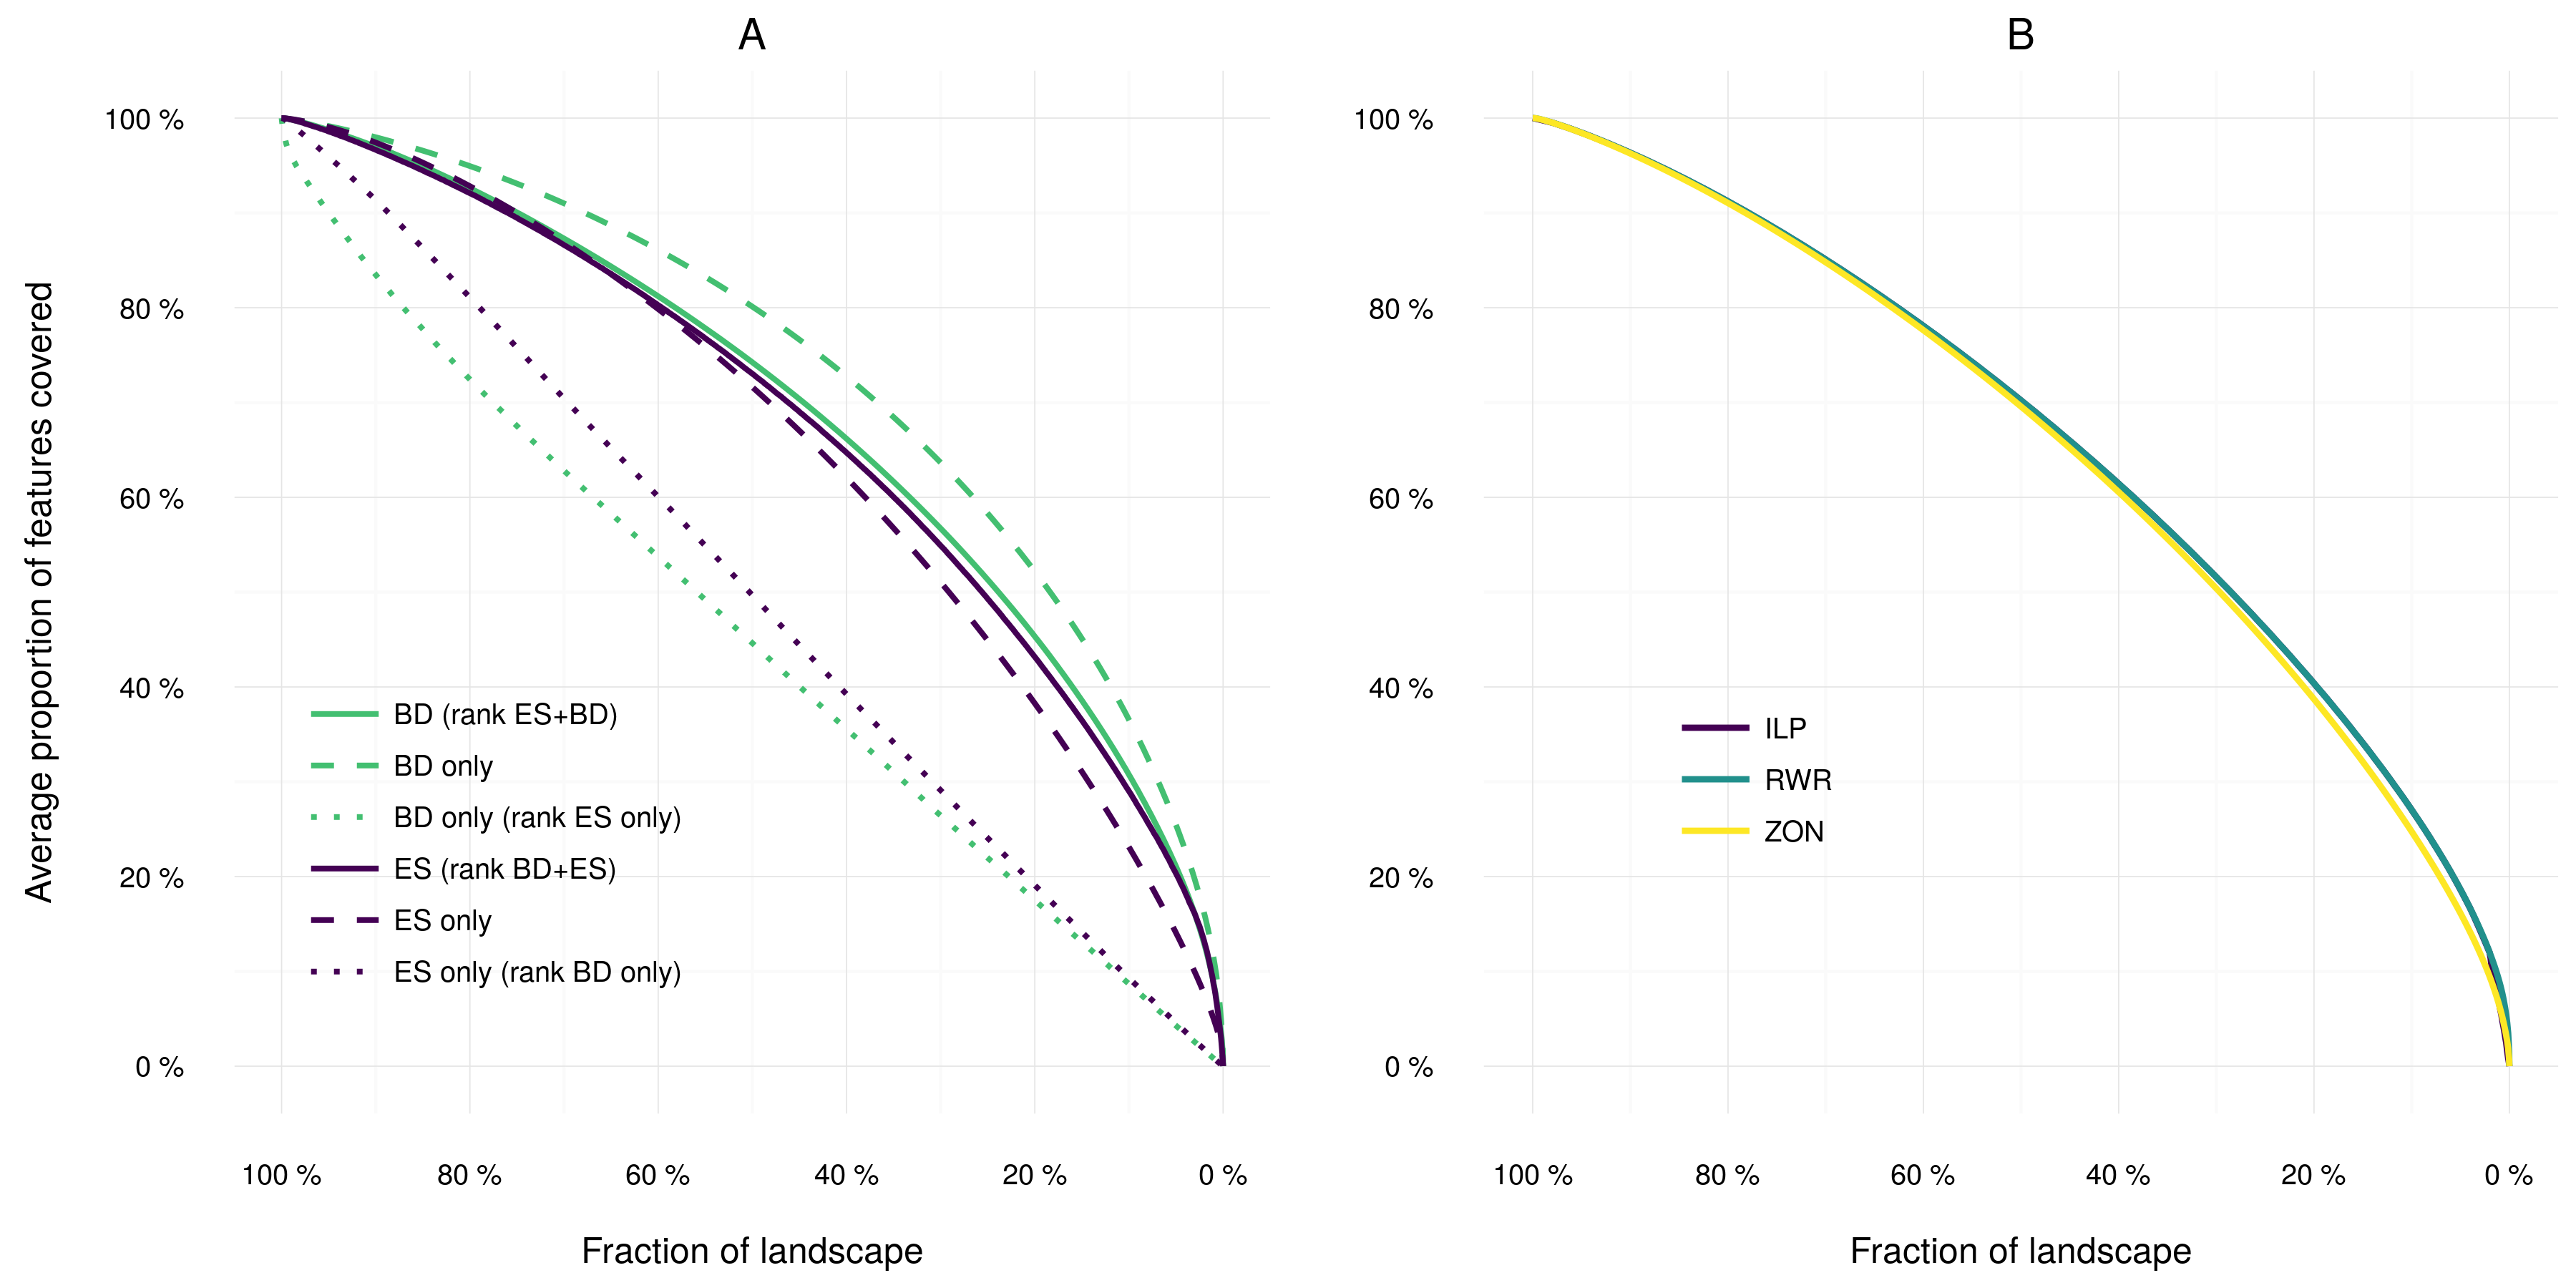 A
Average proportion of features covered
100 %
80 %
60 %
40 %
20 %
0 %
BD (rank ES+BD)
BD only
BD only (rank ES only)
ES (rank BD+ES)
ES only
ES only (rank BD only)
100 %
80 %
60 %
40 %
20 %
0 %
Fraction of landscape
B
100 %
80 %
60 %
40 %
20 %
0 %
ILP
RWR
ZON
100 %
80 %
60 %
40 %
20 %
0 %
Fraction of landscape